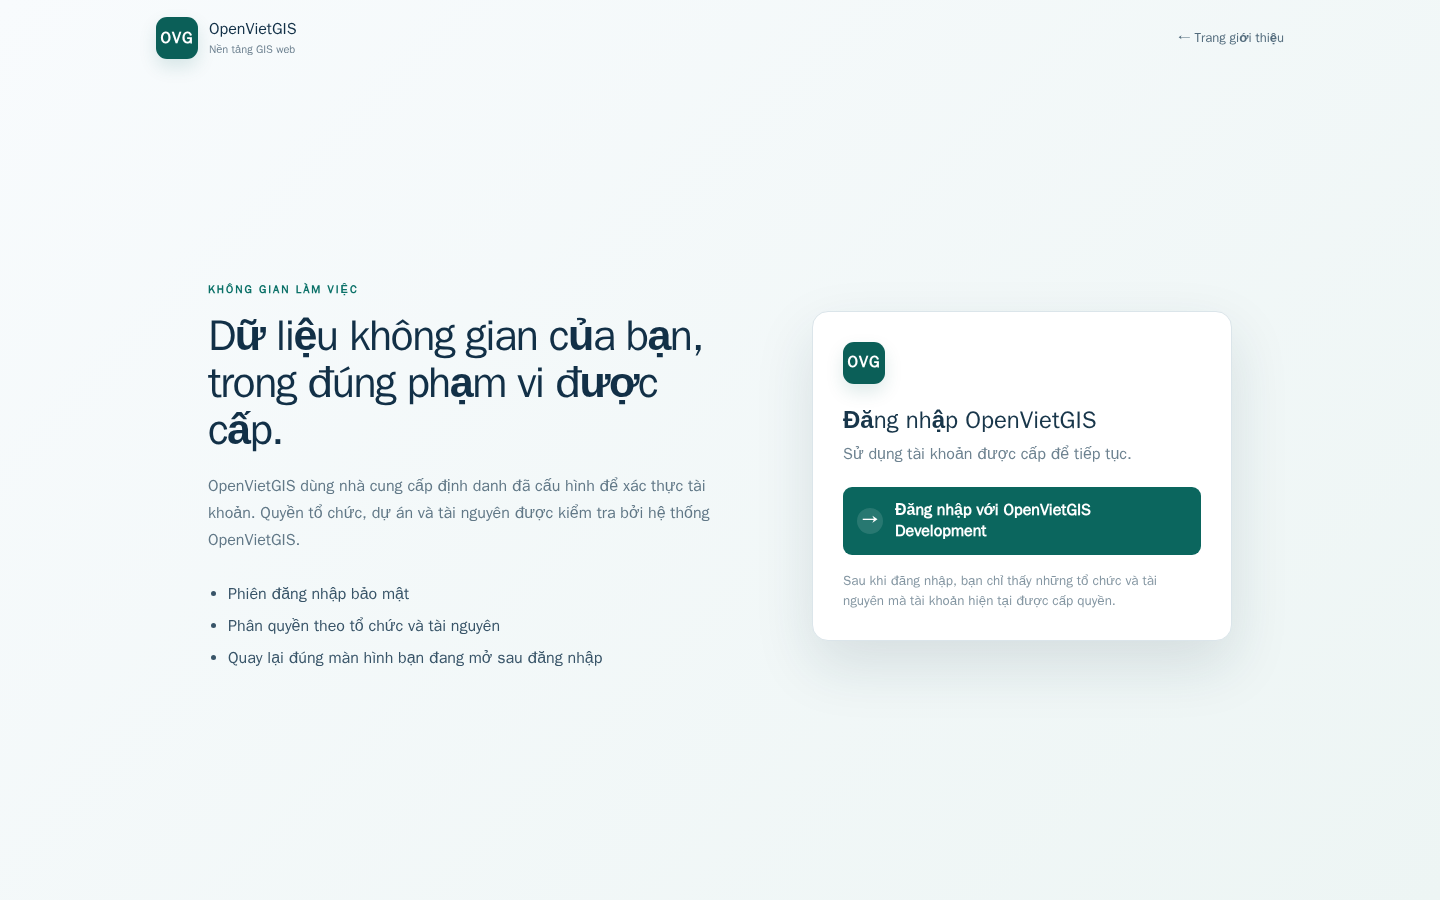 OVG
OpenVietGIS
Nền tảng GIS web
← Trang giới thiệu
KHÔNG GIAN LÀM VIỆC
Dữ liệu không gian của bạn,
trong đúng phạm vi được
cấp.
OpenVietGIS dùng nhà cung cấp định danh đã cấu hình để xác thực tài
khoản. Quyền tổ chức, dự án và tài nguyên được kiểm tra bởi hệ thống
OpenVietGIS.
• Phiên đăng nhập bảo mật
• Phân quyền theo tổ chức và tài nguyên
• Quay lại đúng màn hình bạn đang mở sau đăng nhập
OVG
Đăng nhập OpenVietGIS
Sử dụng tài khoản được cấp để tiếp tục.
→ Đăng nhập với OpenVietGIS
Development
Sau khi đăng nhập, bạn chỉ thấy những tổ chức và tài
nguyên mà tài khoản hiện tại được cấp quyền.